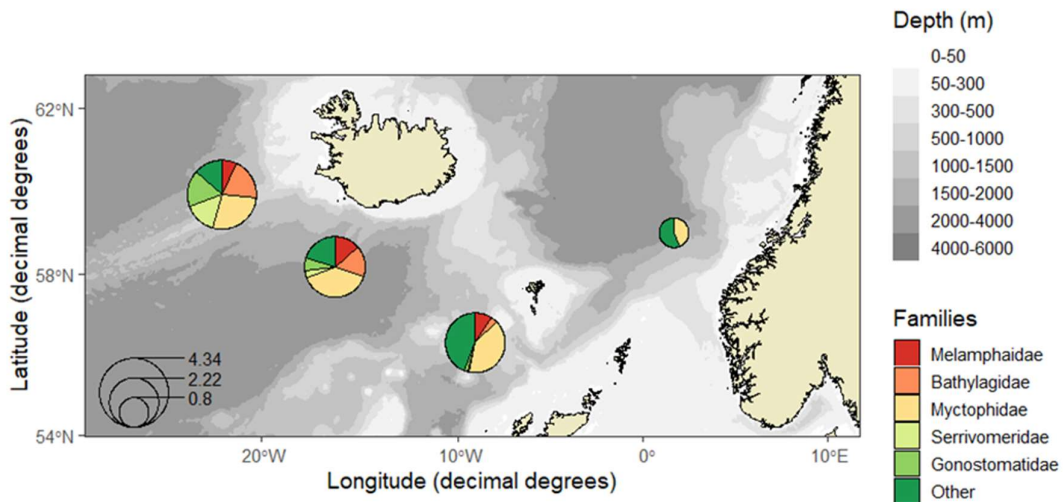 Depth (m)
0-50
50-300
300-500
500-1000
1000-1500
1500-2000
2000-4000
4000-6000
Latitude (decimal degrees)
62°N
58°N
54°N
4.34
2.22
0.8
20°W
10°W
0°
10°E
Longitude (decimal degrees)
Families
Melamphaidae
Bathylagidae
Myctophidae
Serrivomeridae
Gonostomatidae
Other